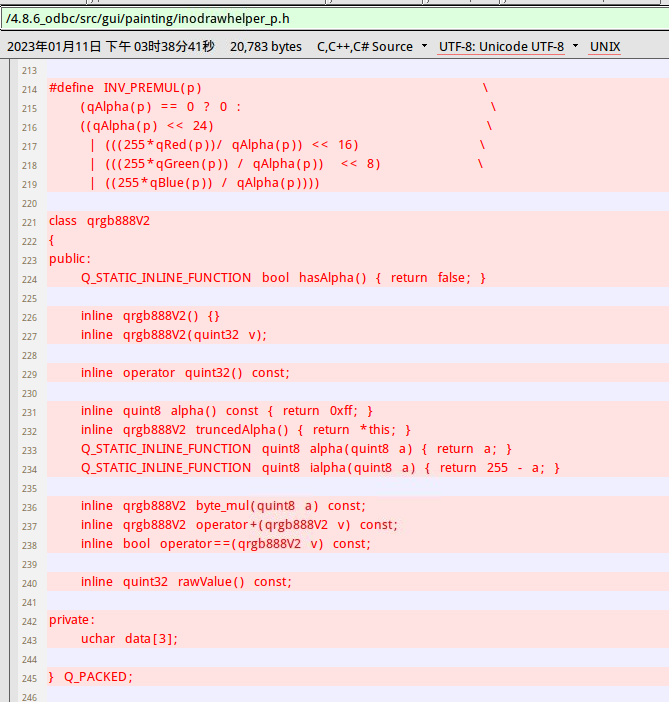 /4.8.6_odbc/src/gui/painting/inodrawhelper_p.h
2023年01月11日 下午 03时38分41秒 20,783 bytes C,C++,C# Source UTF-8: Unicode UTF-8 UNIX
213
214 #define INV_PREMUL(p) \
215 (qAlpha(p) == 0 ? 0 : \
216 ((qAlpha(p) << 24) \
217 | (((255*qRed(p))/ qAlpha(p)) << 16) \
218 | (((255*qGreen(p)) / qAlpha(p)) << 8) \
219 | ((255*qBlue(p)) / qAlpha(p))))
220
221 class qrgb888V2
222 {
223 public:
224 Q_STATIC_INLINE_FUNCTION bool hasAlpha() { return false; }
225
226 inline qrgb888V2() {}
227 inline qrgb888V2(quint32 v);
228
229 inline operator quint32() const;
230
231 inline quint8 alpha() const { return 0xff; }
232 inline qrgb888V2 truncedAlpha() { return *this; }
233 Q_STATIC_INLINE_FUNCTION quint8 alpha(quint8 a) { return a; }
234 Q_STATIC_INLINE_FUNCTION quint8 ialpha(quint8 a) { return 255 - a; }
235
236 inline qrgb888V2 byte_mul(quint8 a) const;
237 inline qrgb888V2 operator+(qrgb888V2 v) const;
238 inline bool operator==(qrgb888V2 v) const;
239
240 inline quint32 rawValue() const;
241
242 private:
243 uchar data[3];
244
245 } Q_PACKED;
246